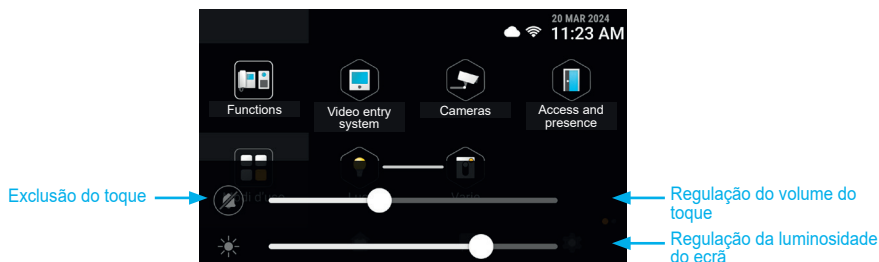 20 MAR 2024
11:23 AM
Functions
Video entry
system
Cameras
Access and
presence
Exclusão do toque
Regulação do volume do
toque
Regulação da luminosidade
do ecrã